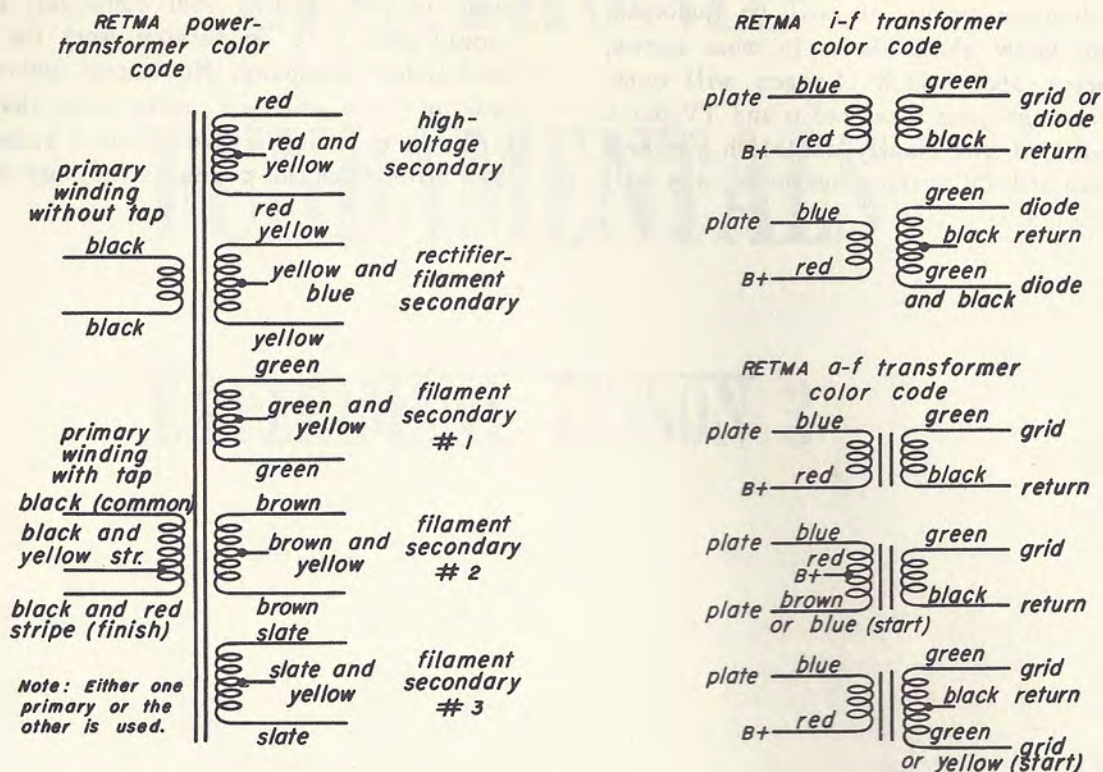 RETMA power-
transformer color
code
red
red and
yellow
red
high-
voltage
secondary
primary
winding
without tap
black
black
yellow
yellow and
blue
yellow
rectifier-
filament
secondary
green
green and
yellow
green
filament
secondary
# 1
primary
winding
with tap
black (common)
black and
yellow str.
black and red
stripe (finish)
brown
brown and
yellow
brown
filament
secondary
# 2
slate
slate and
yellow
slate
filament
secondary
# 3
Note: Either one
primary or the
other is used.
RETMA i-f transformer
color code
plate blue green grid or
diode
B+ red black return
plate blue green diode
black return
B+ red green diode
and black
RETMA a-f transformer
color code
plate blue green grid
B+ red black return
plate blue green grid
red
B+
plate brown black return
or blue (start)
plate blue green grid
black return
B+ red green grid
or yellow (start)